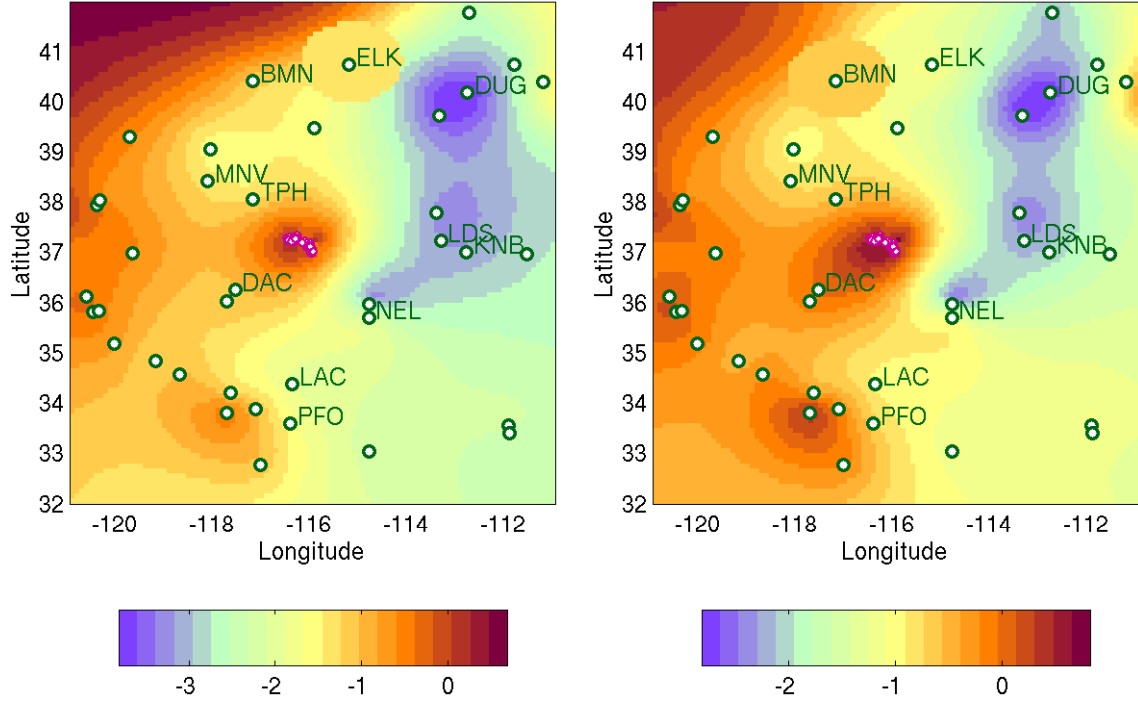 41
40
39
38
37
36
35
34
33
32
Latitude
ELK
BMN
DUG
MNV
TPH
LDS
KNB
DAC
NEL
LAC
PFO
-120
-118
-116
-114
-112
Longitude
-3
-2
-1
0
41
40
39
38
37
36
35
34
33
32
Latitude
ELK
BMN
DUG
MNV
TPH
LDS
KNB
DAC
NEL
LAC
PFO
-120
-118
-116
-114
-112
Longitude
-2
-1
0